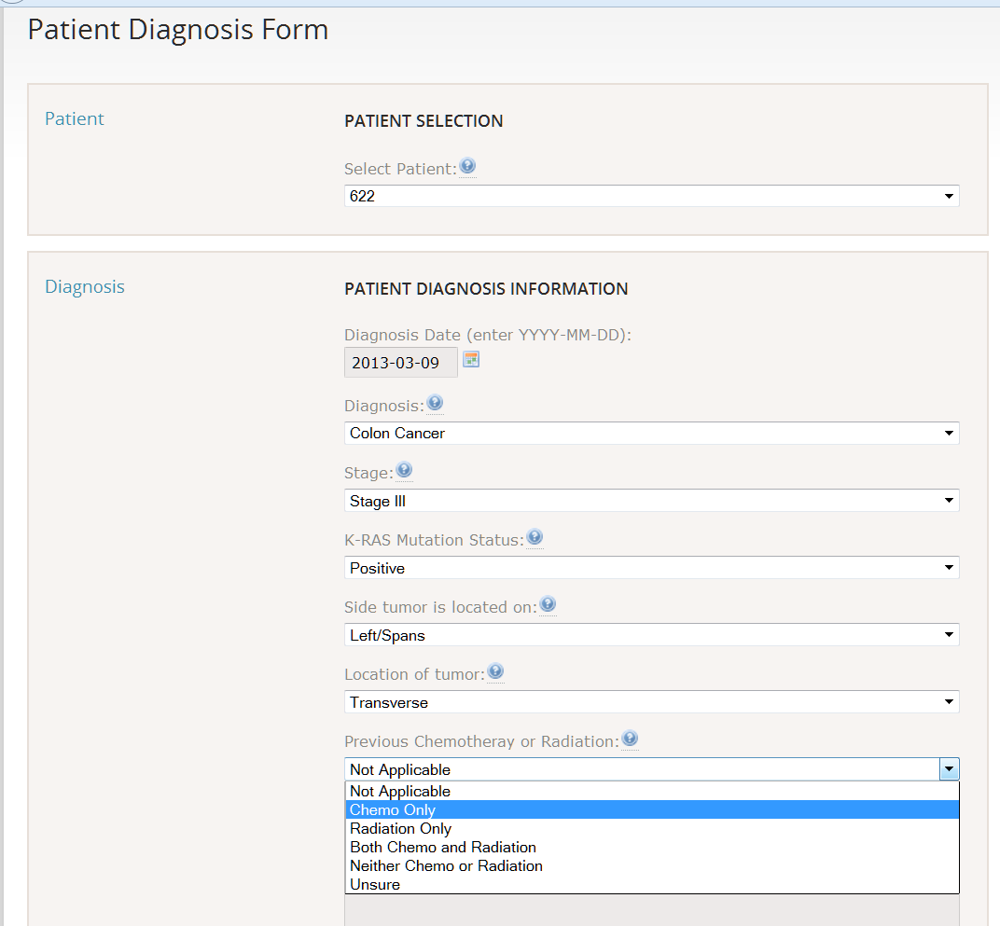 Patient Diagnosis Form
Patient
PATIENT SELECTION
Select Patient:
622
Diagnosis
PATIENT DIAGNOSIS INFORMATION
Diagnosis Date (enter YYYY-MM-DD):
2013-03-09
Diagnosis:
Colon Cancer
Stage:
Stage III
K-RAS Mutation Status:
Positive
Side tumor is located on:
Left/Spans
Location of tumor:
Transverse
Previous Chemotheray or Radiation:
Not Applicable
Not Applicable
Chemo Only
Radiation Only
Both Chemo and Radiation
Neither Chemo or Radiation
Unsure